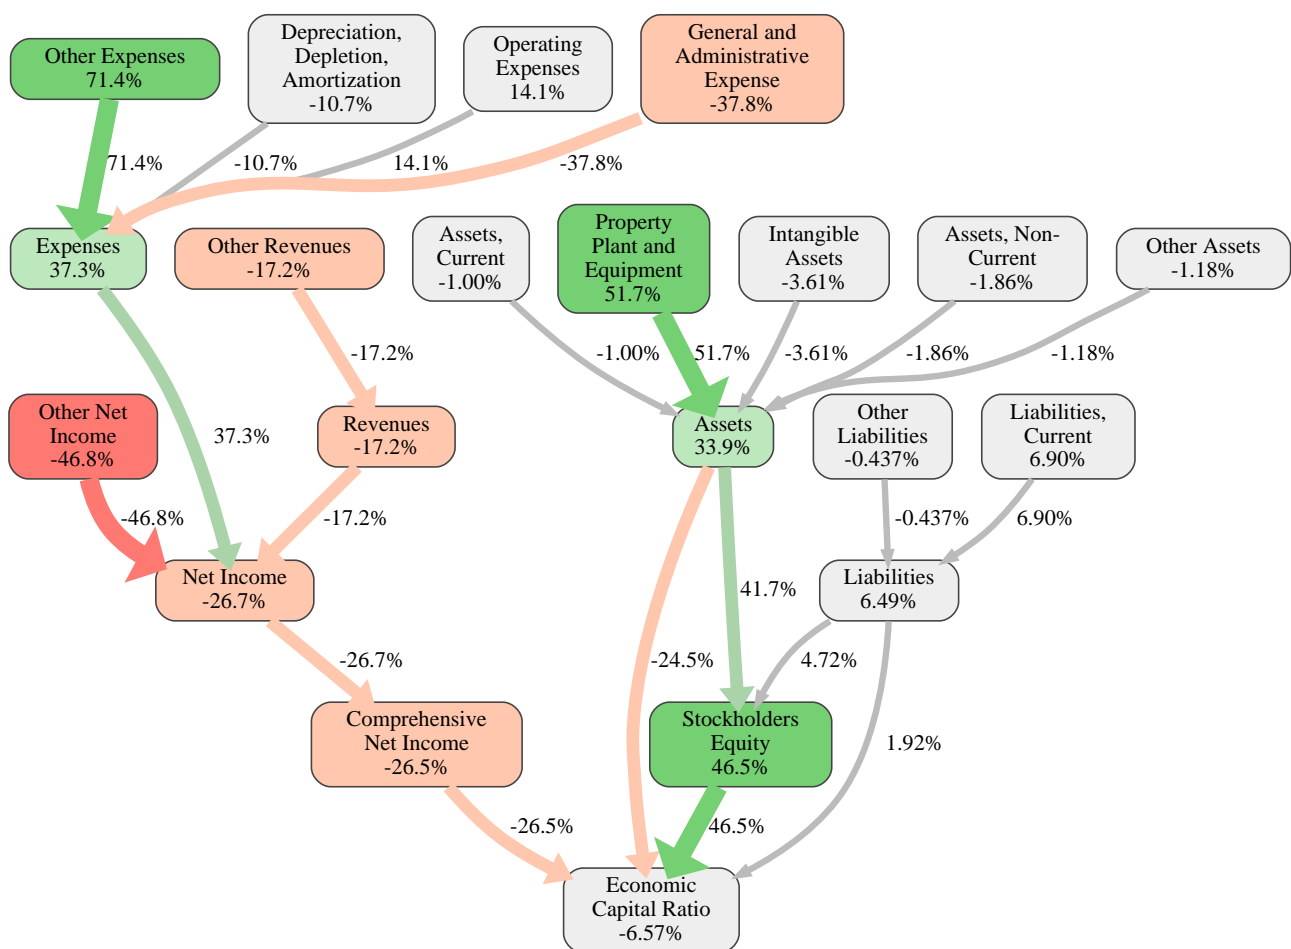 Other Expenses
71.4%
Depreciation,
Depletion,
Amortization
-10.7%
Operating
Expenses
14.1%
General and
Administrative
Expense
-37.8%
71.4%
-10.7%
14.1%
-37.8%
Expenses
37.3%
Other Revenues
-17.2%
Assets,
Current
-1.00%
Property
Plant and
Equipment
51.7%
Intangible
Assets
-3.61%
Assets, Non-
Current
-1.86%
Other Assets
-1.18%
-17.2%
-1.00%
51.7%
-3.61%
-1.86%
-1.18%
Other Net
Income
-46.8%
37.3%
Revenues
-17.2%
Assets
33.9%
Other
Liabilities
-0.437%
Liabilities,
Current
6.90%
-46.8%
-17.2%
-0.437%
6.90%
Net Income
-26.7%
41.7%
Liabilities
6.49%
-26.7%
-24.5%
4.72%
Comprehensive
Net Income
-26.5%
Stockholders
Equity
46.5%
1.92%
-26.5%
46.5%
Economic
Capital Ratio
-6.57%